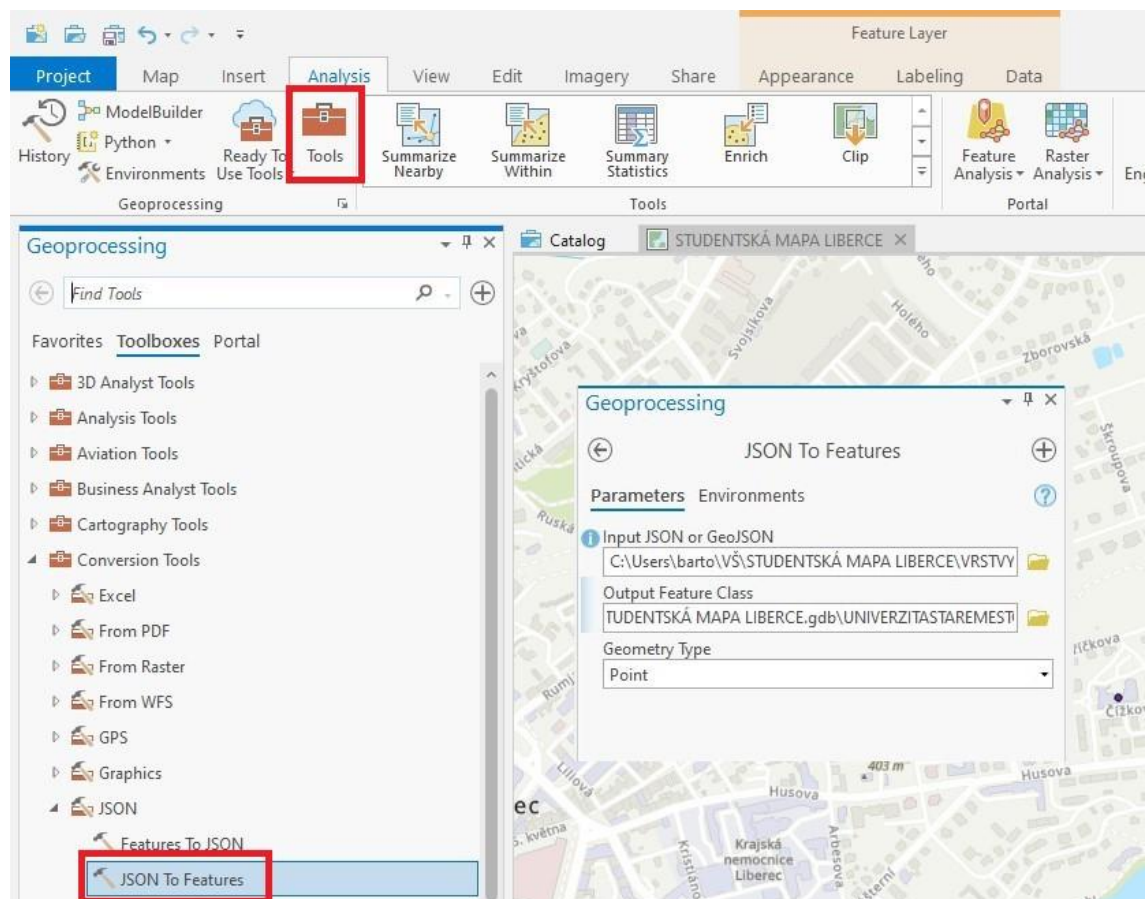 Feature Layer
Project Map Insert Analysis View Edit Imagery Share Appearance Labeling Data
History
ModelBuilder
Python
Environments
Ready To Use Tools
Tools
Summarize Nearby
Summarize Within
Summary Statistics
Enrich
Clip
Feature Analysis
Raster Analysis
Geoprocessing
Tools
Portal
Geoprocessing
Find Tools
Favorites Toolboxes Portal
3D Analyst Tools
Analysis Tools
Aviation Tools
Business Analyst Tools
Cartography Tools
Conversion Tools
Excel
From PDF
From Raster
From WFS
GPS
Graphics
JSON
Features To JSON
JSON To Features
Catalog
STUDENTSKÁ MAPA LIBERCE
Svojsíkova
Holého
Zborovská
Kryštofova
Škroupova
Ruská
Geoprocessing
JSON To Features
Parameters Environments
Input JSON or GeoJSON
C:\Users\barto\VŠ\STUDENTSKÁ MAPA LIBERCE\VRSTVY
Output Feature Class
TUDENTSKÁ MAPA LIBERCE.gdb\UNIVERZITASTAREMEST
Geometry Type
Point
403 m
Husova
Husova
Lillová
ec
5. května
Krajská
nemocnice
Liberec
Arbesova